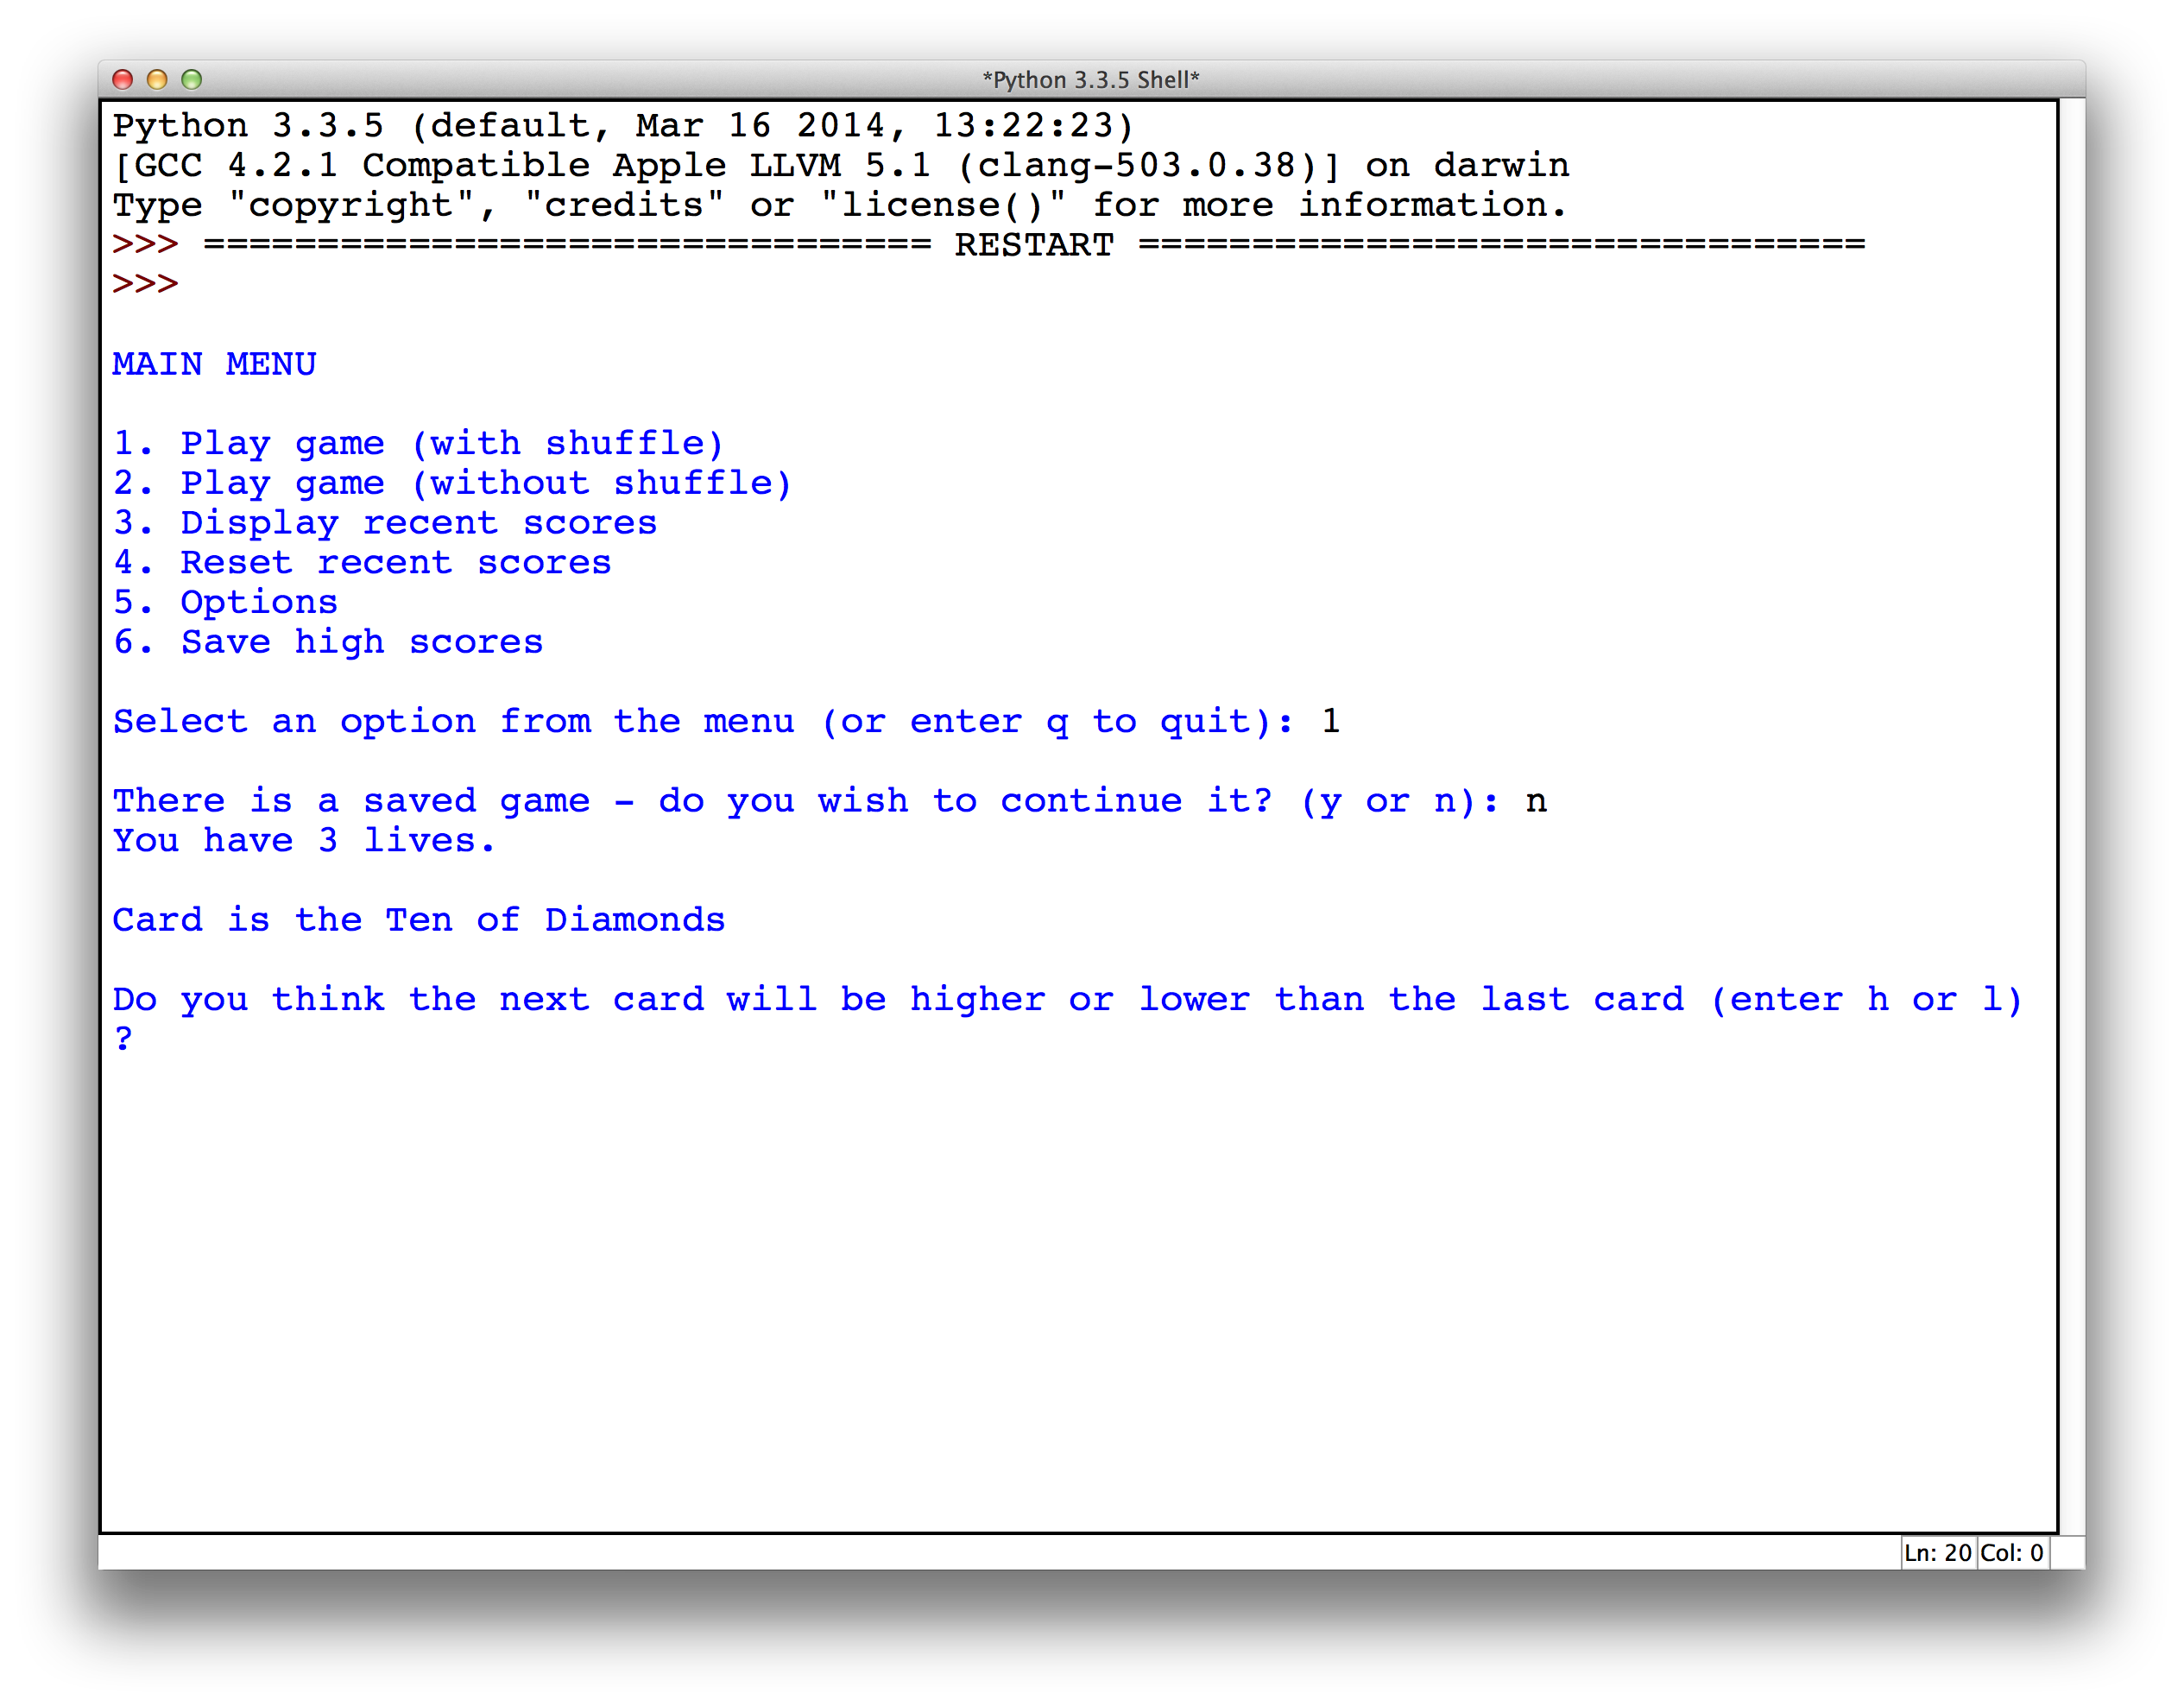 *Python 3.3.5 Shell*
Python 3.3.5 (default, Mar 16 2014, 13:22:23)
[GCC 4.2.1 Compatible Apple LLVM 5.1 (clang-503.0.38)] on darwin
Type "copyright", "credits" or "license()" for more information.
>>> ================================ RESTART ================================
>>>
MAIN MENU
1. Play game (with shuffle)
2. Play game (without shuffle)
3. Display recent scores
4. Reset recent scores
5. Options
6. Save high scores
Select an option from the menu (or enter q to quit): 1
There is a saved game - do you wish to continue it? (y or n): n
You have 3 lives.
Card is the Ten of Diamonds
Do you think the next card will be higher or lower than the last card (enter h or l)
?
Ln: 20 Col: 0